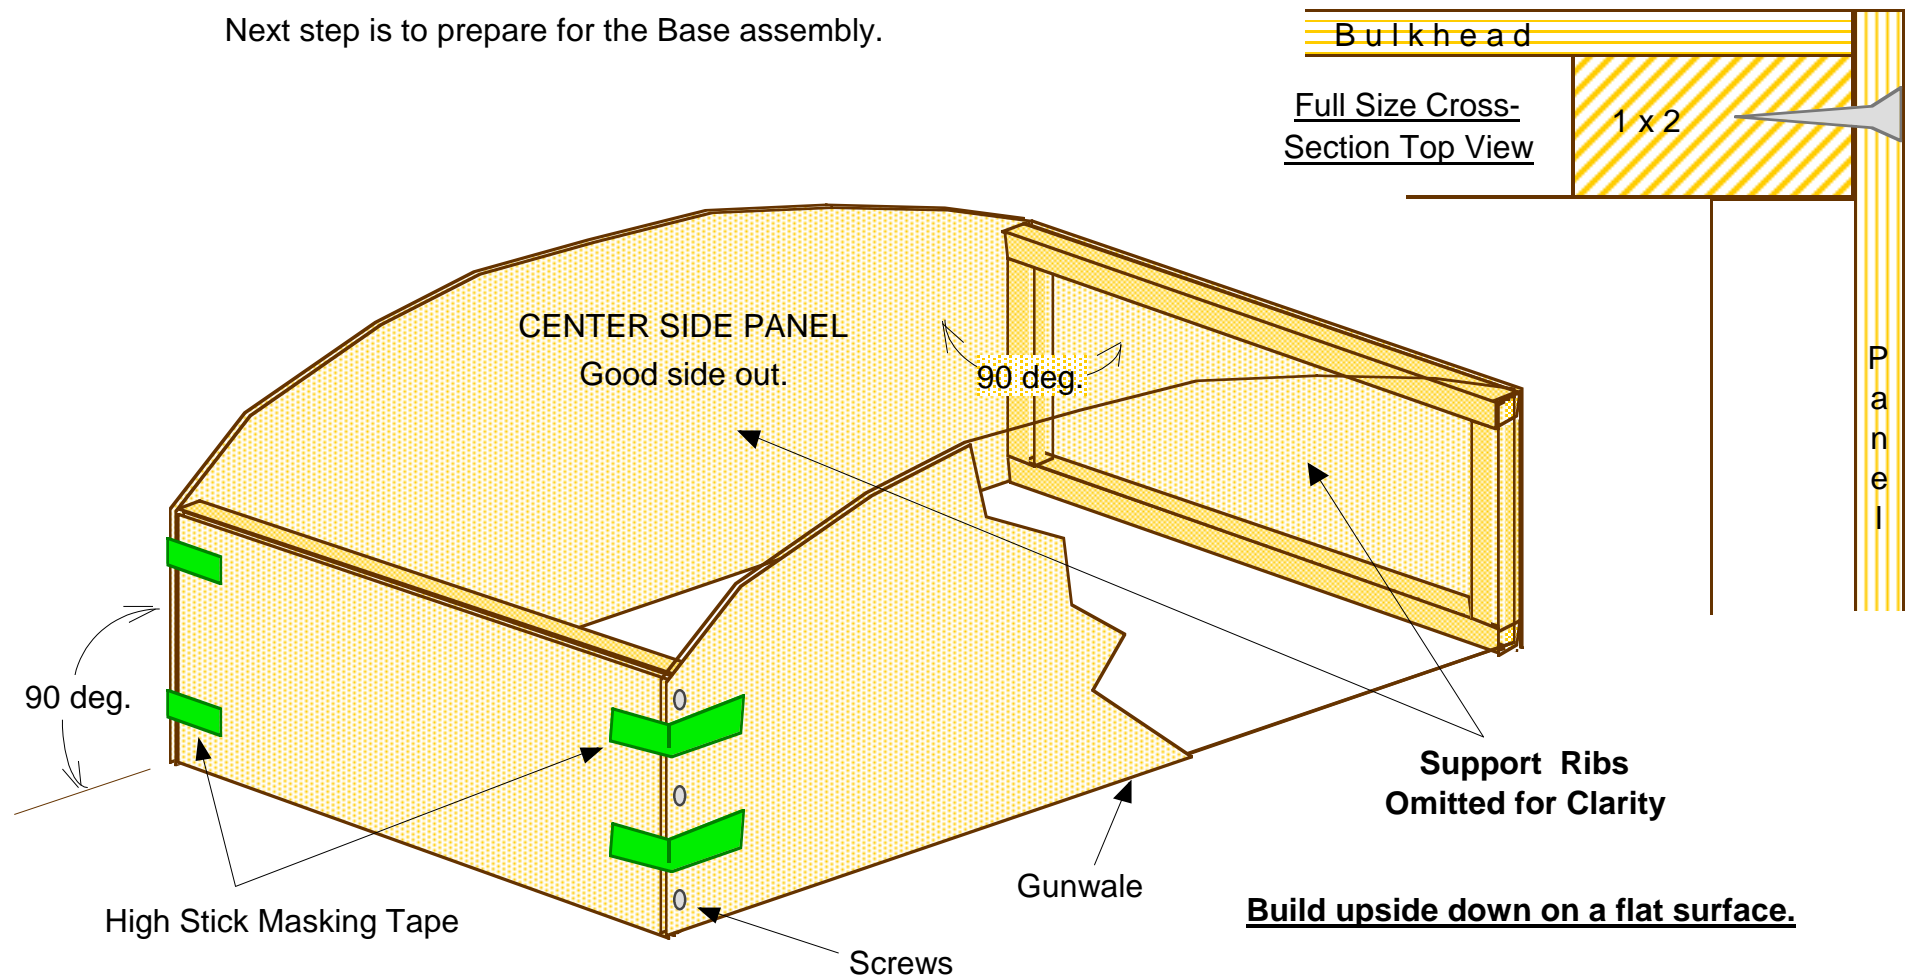 Next step is to prepare for the Base assembly.
Bulkhead
Full Size Cross-
Section Top View
1 x 2
Panel
CENTER SIDE PANEL
Good side out.
90 deg.
90 deg.
Support Ribs
Omitted for Clarity
Gunwale
Build upside down on a flat surface.
High Stick Masking Tape
Screws